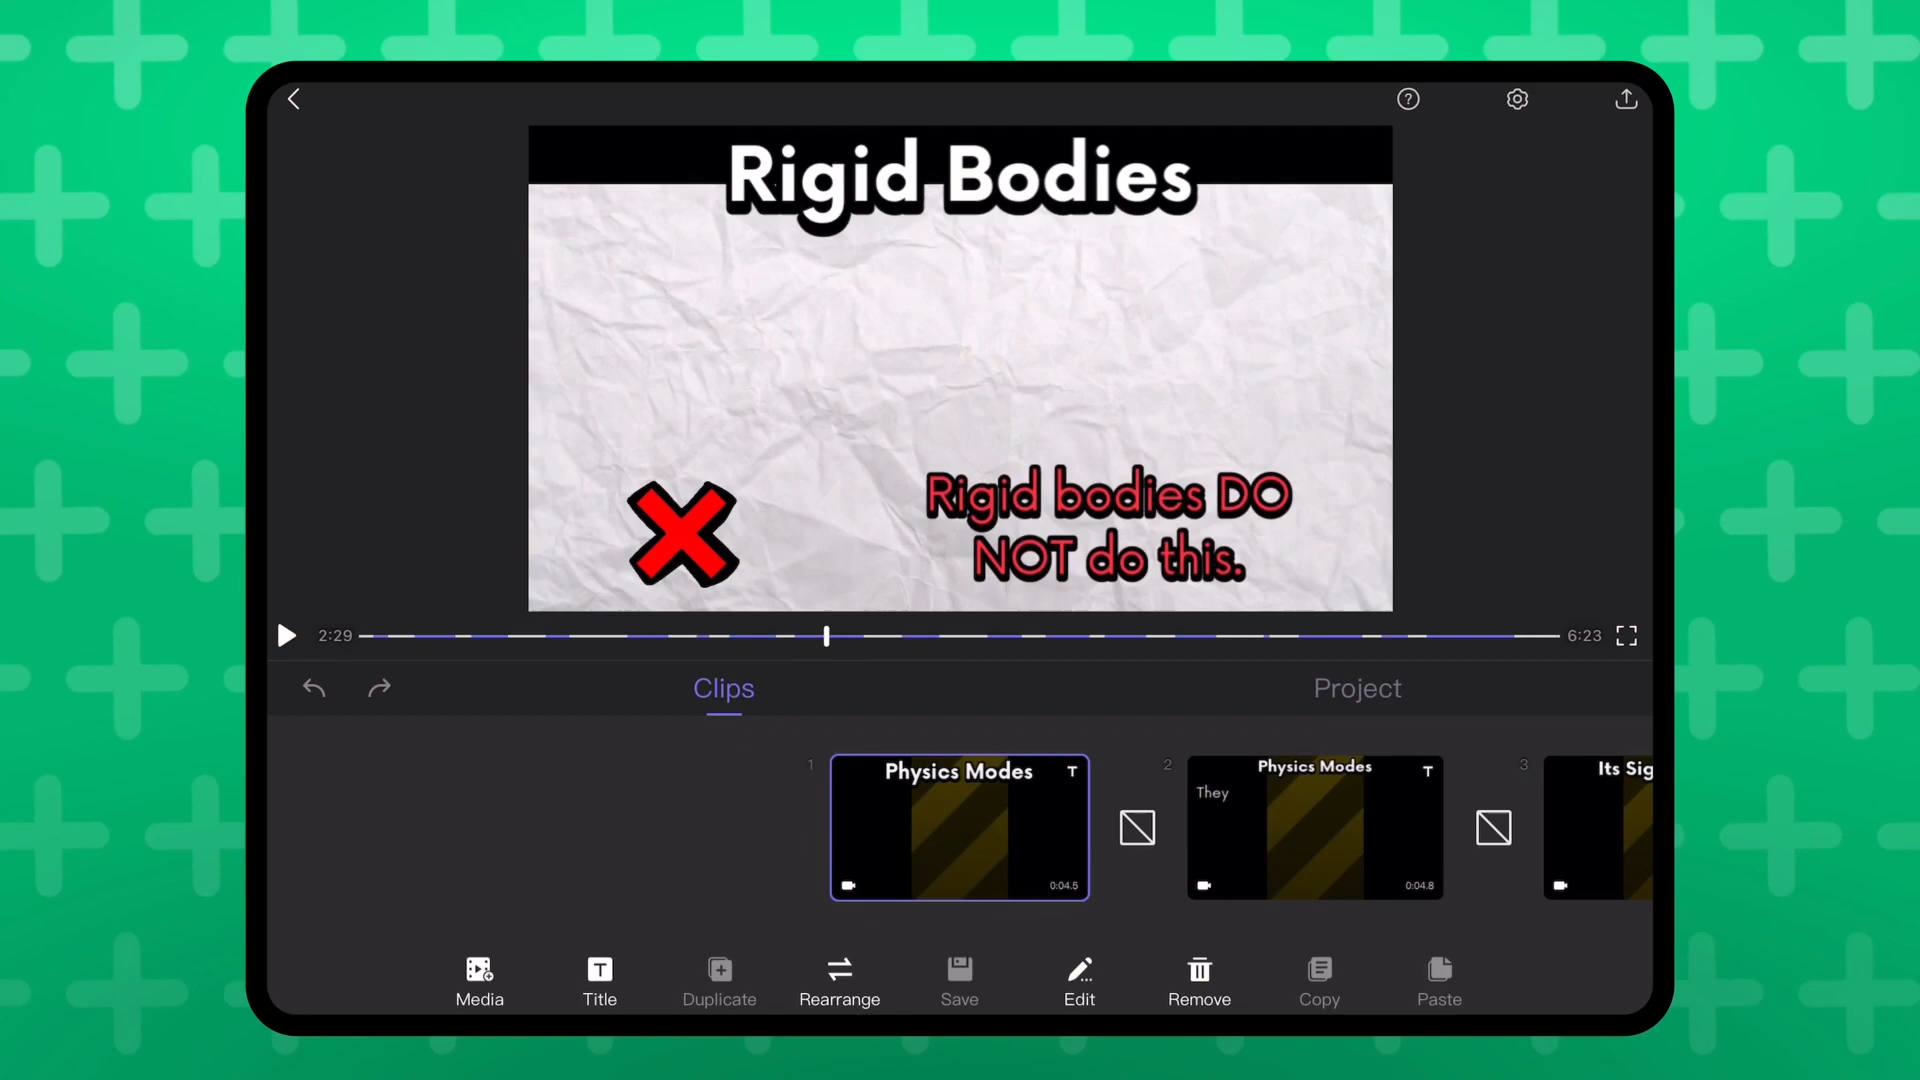 Rigid Bodies
Rigid bodies DO
NOT do this.
2:29
6:23
Clips
Project
1
Physics Modes
T
0:04.5
2
Physics Modes
T
They
0:04.8
3
Its Sig
Media
Title
Duplicate
Rearrange
Save
Edit
Remove
Copy
Paste